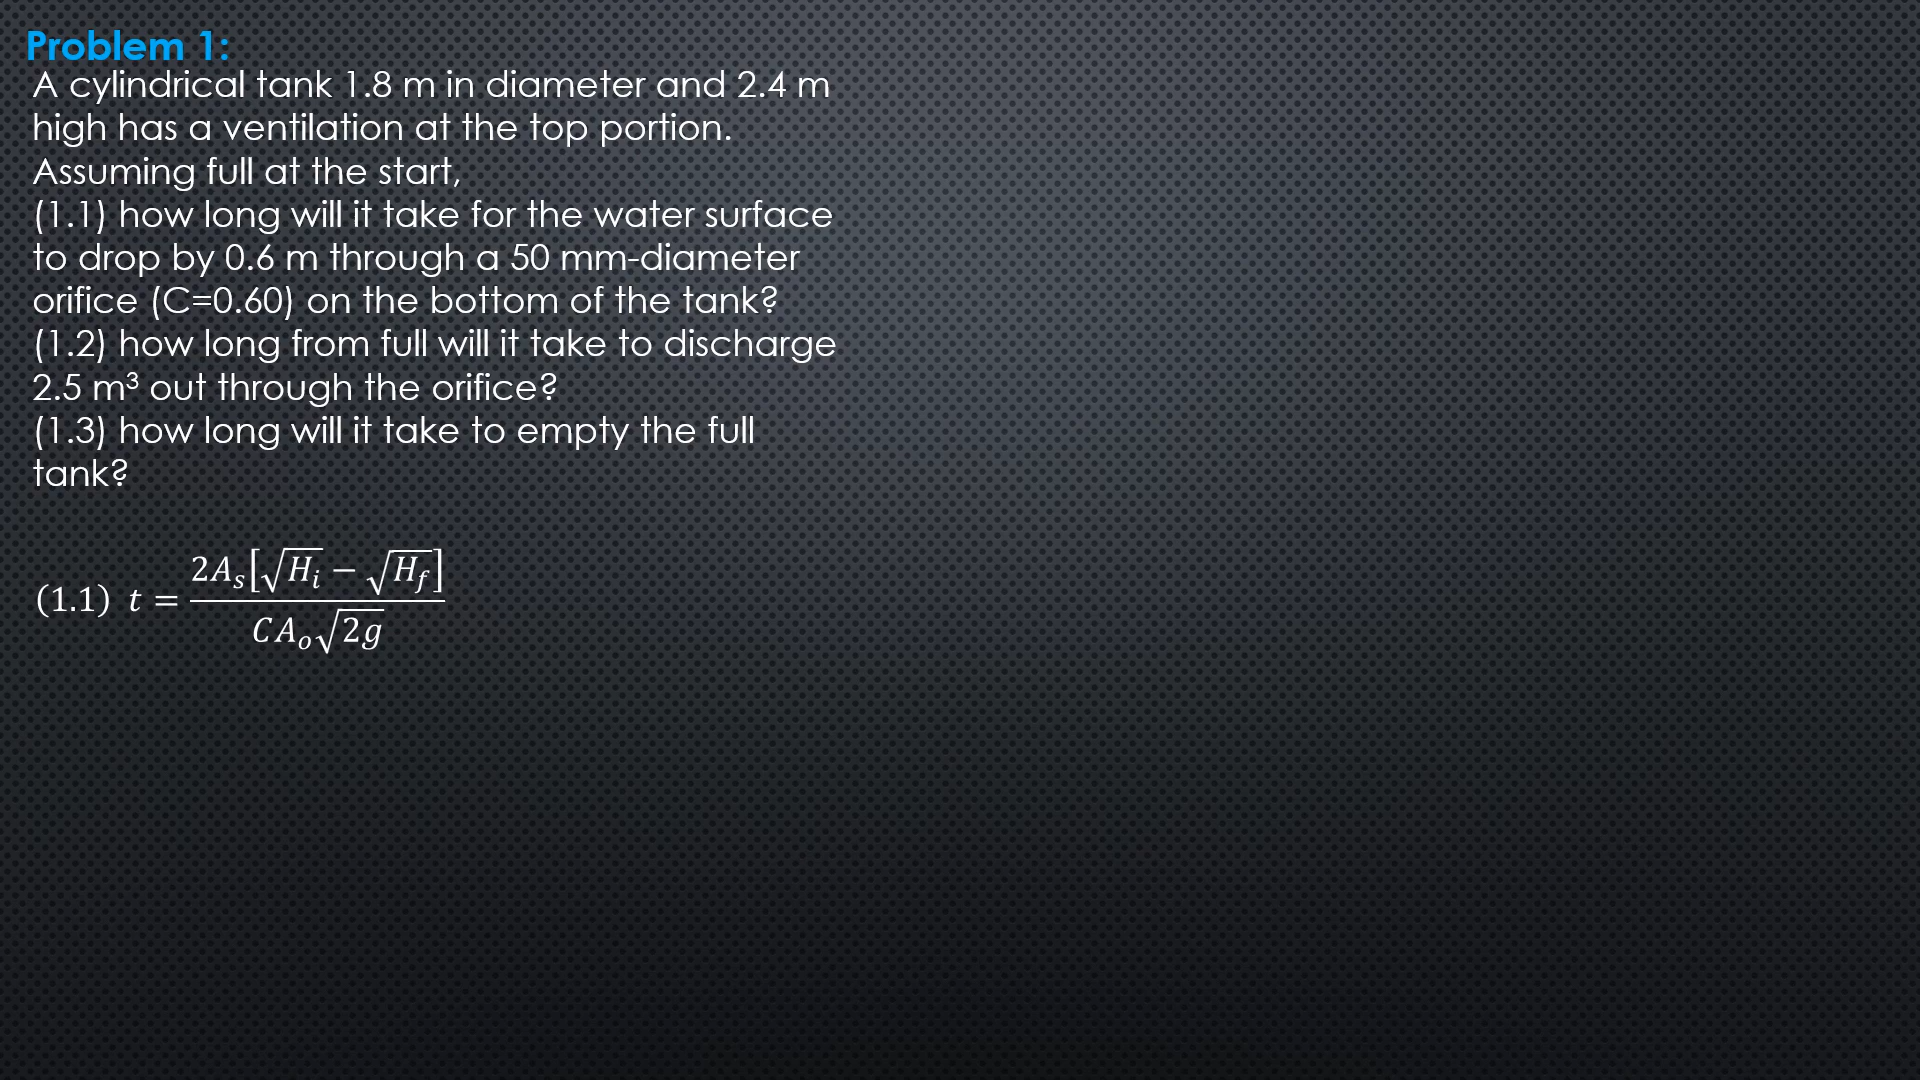 Problem 1:
A cylindrical tank 1.8 m in diameter and 2.4 m
high has a ventilation at the top portion.
Assuming full at the start,
(1.1) how long will it take for the water surface
to drop by 0.6 m through a 50 mm-diameter
orifice (C=0.60) on the bottom of the tank?
(1.2) how long from full will it take to discharge
2.5 m³ out through the orifice?
(1.3) how long will it take to empty the full
tank?
(1.1) t = \frac{2A_s[\sqrt{H_i} - \sqrt{H_f}]}{CA_o\sqrt{2g}}